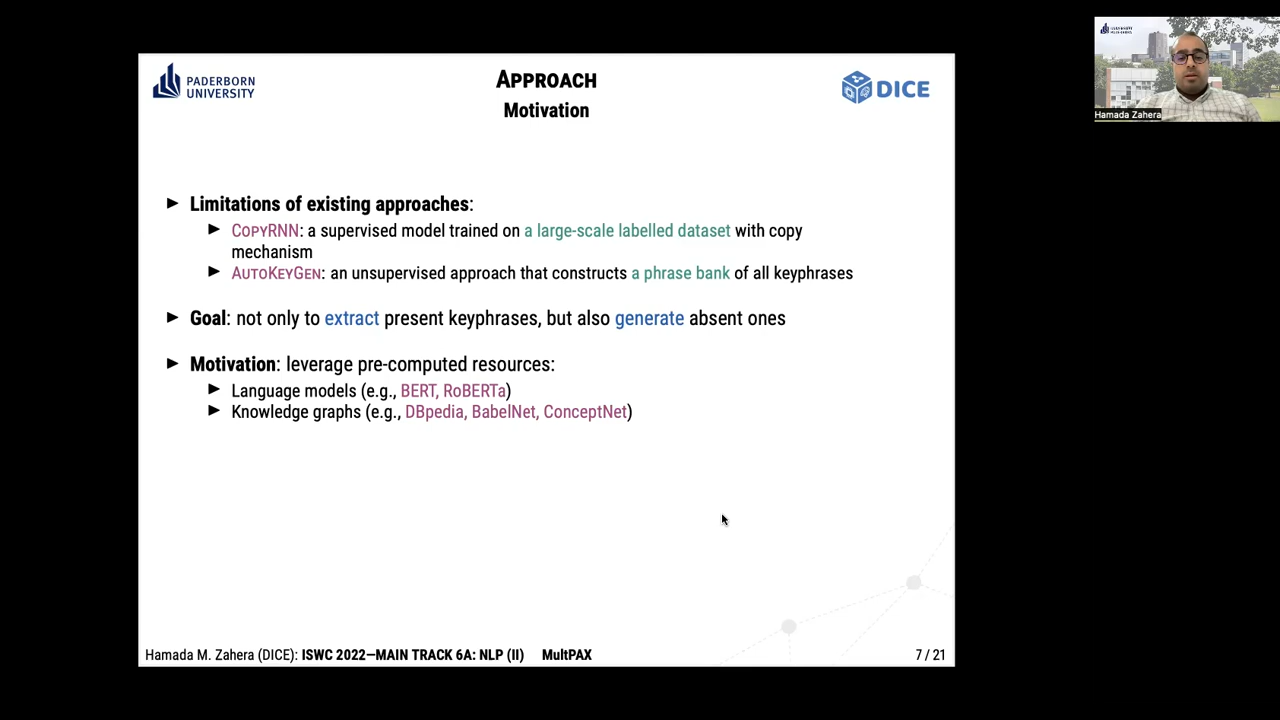 PADERBORN
UNIVERSITY
APPROACH
Motivation
DICE
► Limitations of existing approaches:
► COPYRNN: a supervised model trained on a large-scale labelled dataset with copy
mechanism
► AUTOKEYGEN: an unsupervised approach that constructs a phrase bank of all keyphrases
► Goal: not only to extract present keyphrases, but also generate absent ones
► Motivation: leverage pre-computed resources:
► Language models (e.g., BERT, RoBERTa)
► Knowledge graphs (e.g., DBpedia, BabelNet, ConceptNet)
Hamada M. Zahera (DICE): ISWC 2022—MAIN TRACK 6A: NLP (II) MultPAX
7 / 21
Hamada Zahera